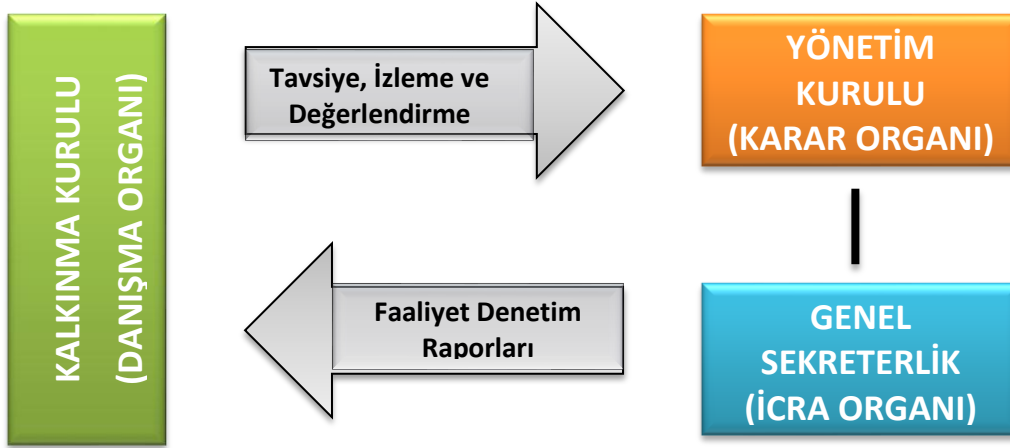 KALKINMA KURULU
(DANIŞMA ORGANI)
Tavsiye, İzleme ve
Değerlendirme
YÖNETİM
KURULU
(KARAR ORGANI)
Faaliyet Denetim
Raporları
GENEL
SEKRETERLİK
(İCRA ORGANI)